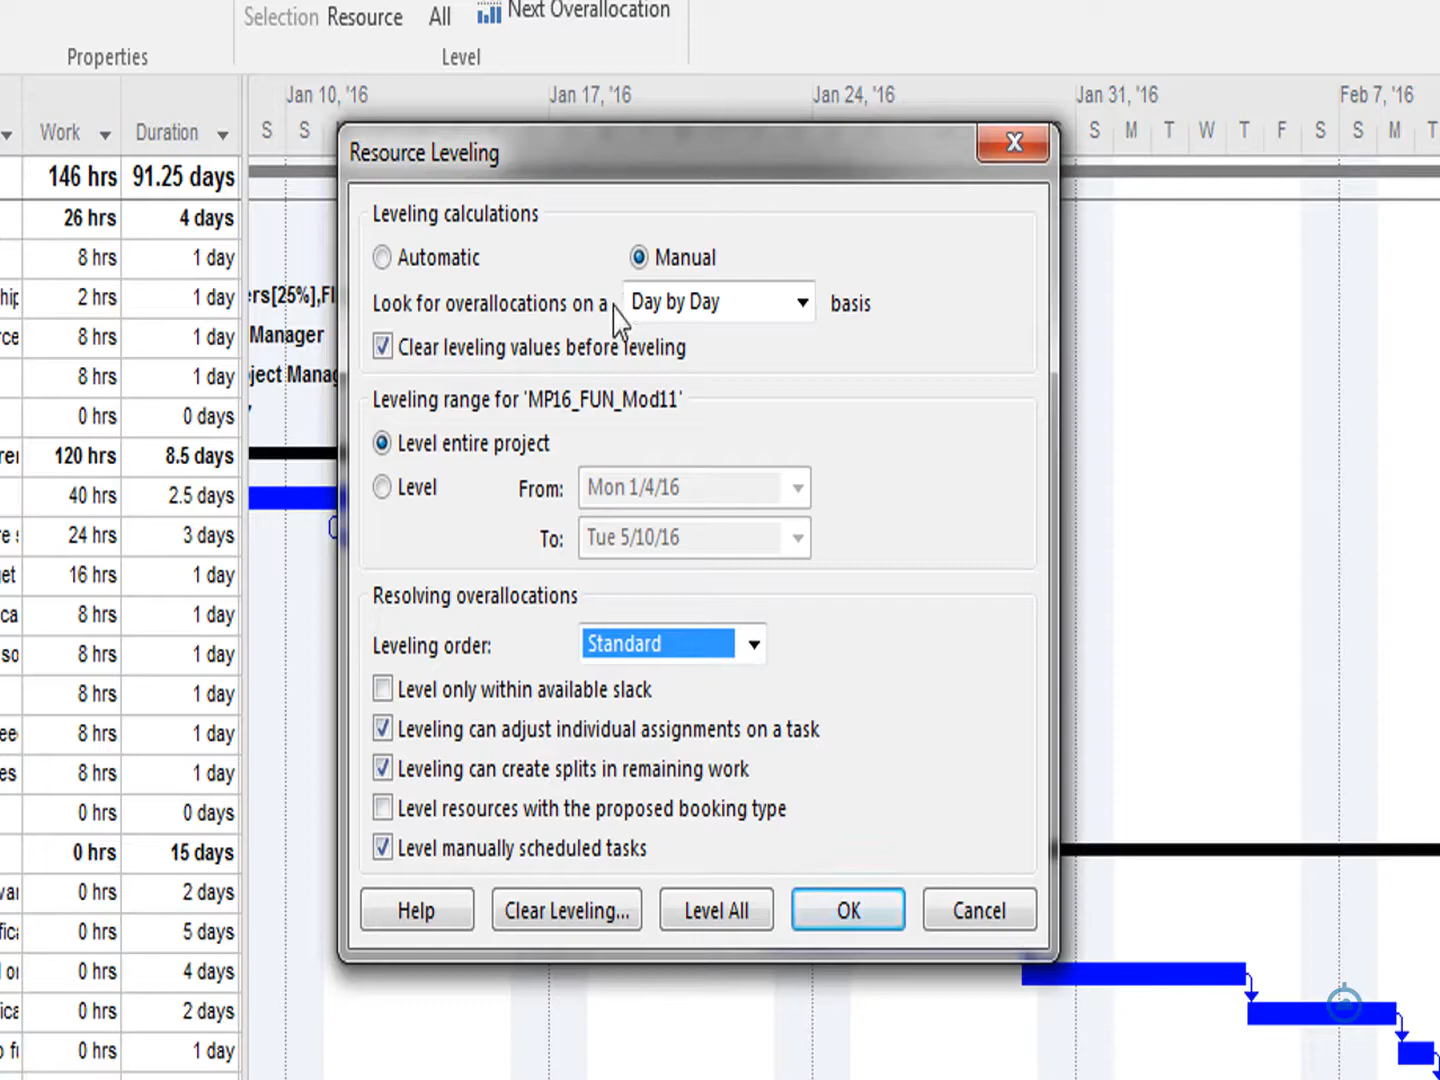 Selection Resource All Next Overallocation
Properties Level
Jan 10, '16 Jan 17, '16 Jan 24, '16 Jan 31, '16 Feb 7, '16
Work Duration S S S M T W T F S S M T
146 hrs 91.25 days
26 hrs 4 days
8 hrs 1 day
2 hrs 1 day
8 hrs 1 day
8 hrs 1 day
0 hrs 0 days
120 hrs 8.5 days
40 hrs 2.5 days
24 hrs 3 days
16 hrs 1 day
8 hrs 1 day
8 hrs 1 day
8 hrs 1 day
8 hrs 1 day
8 hrs 1 day
0 hrs 0 days
0 hrs 15 days
0 hrs 2 days
0 hrs 5 days
0 hrs 4 days
0 hrs 2 days
0 hrs 1 day
ers[25%],Fl
Manager
ject Manag
Resource Leveling
X
Leveling calculations
Automatic Manual
Look for overallocations on a Day by Day basis
Clear leveling values before leveling
Leveling range for 'MP16_FUN_Mod11'
Level entire project
Level From: Mon 1/4/16
To: Tue 5/10/16
Resolving overallocations
Leveling order: Standard
Level only within available slack
Leveling can adjust individual assignments on a task
Leveling can create splits in remaining work
Level resources with the proposed booking type
Level manually scheduled tasks
Help Clear Leveling... Level All OK Cancel